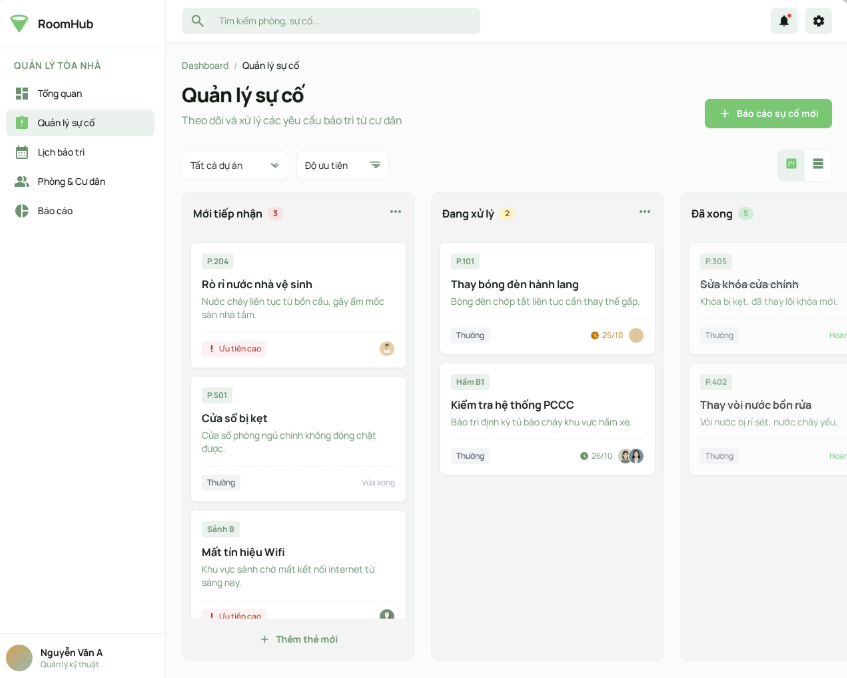 RoomHub
Tìm kiếm phòng, sự cố...
QUẢN LÝ TÒA NHÀ
Tổng quan
Quản lý sự cố
Lịch bảo trì
Phòng & Cư dân
Báo cáo
Nguyễn Văn A
Quản lý kỹ thuật
Dashboard / Quản lý sự cố
Quản lý sự cố
Theo dõi và xử lý các yêu cầu bảo trì từ cư dân
+ Báo cáo sự cố mới
Tất cả dự án
Độ ưu tiên
Mới tiếp nhận 3
P.204
Rò rỉ nước nhà vệ sinh
Nước chảy liên tục từ bồn cầu, gây ẩm mốc
sàn nhà tắm.
! Ưu tiên cao
P.501
Cửa sổ bị kẹt
Cửa sổ phòng ngủ chính không đóng chặt
được.
Thường
Vừa xong
Sảnh B
Mất tín hiệu Wifi
Khu vực sảnh chờ mất kết nối internet từ
sáng nay.
! Ưu tiên cao
+ Thêm thẻ mới
Đang xử lý 2
P.101
Thay bóng đèn hành lang
Bóng đèn chớp tắt liên tục cần thay thế gấp.
Thường
25/10
Hầm B1
Kiểm tra hệ thống PCCC
Bảo trì định kỳ tủ báo cháy khu vực hầm xe.
Thường
26/10
Đã xong 5
P.305
Sửa khóa cửa chính
Khóa bị kẹt, đã thay lõi khóa mới.
Thường
Hoàn
P.402
Thay vòi nước bồn rửa
Vòi nước bị rỉ sét, nước chảy yếu.
Thường
Hoàn